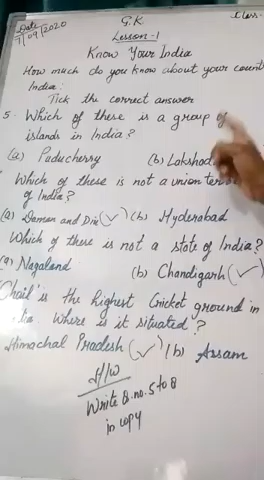 Date
7/09/2020
G.K
Class-
Lesson-1
Know Your India
How much do you know about your count
India:
Tick the correct answer
5. Which of these is a group of
islands in India?
(a) Paducherry (b) Lakshad
Which of these is not a union
of India?
(a) Daman and Diu (✓) (b) Hyderabad
Which of these is not a state of India?
(a) Nagaland (b) Chandigarh (✓)
Chail is the highest Cricket ground in
Where is it situated?
Himachal Pradesh (✓) (b) Assam
H/W
Write Q.no.5 to 8
in copy